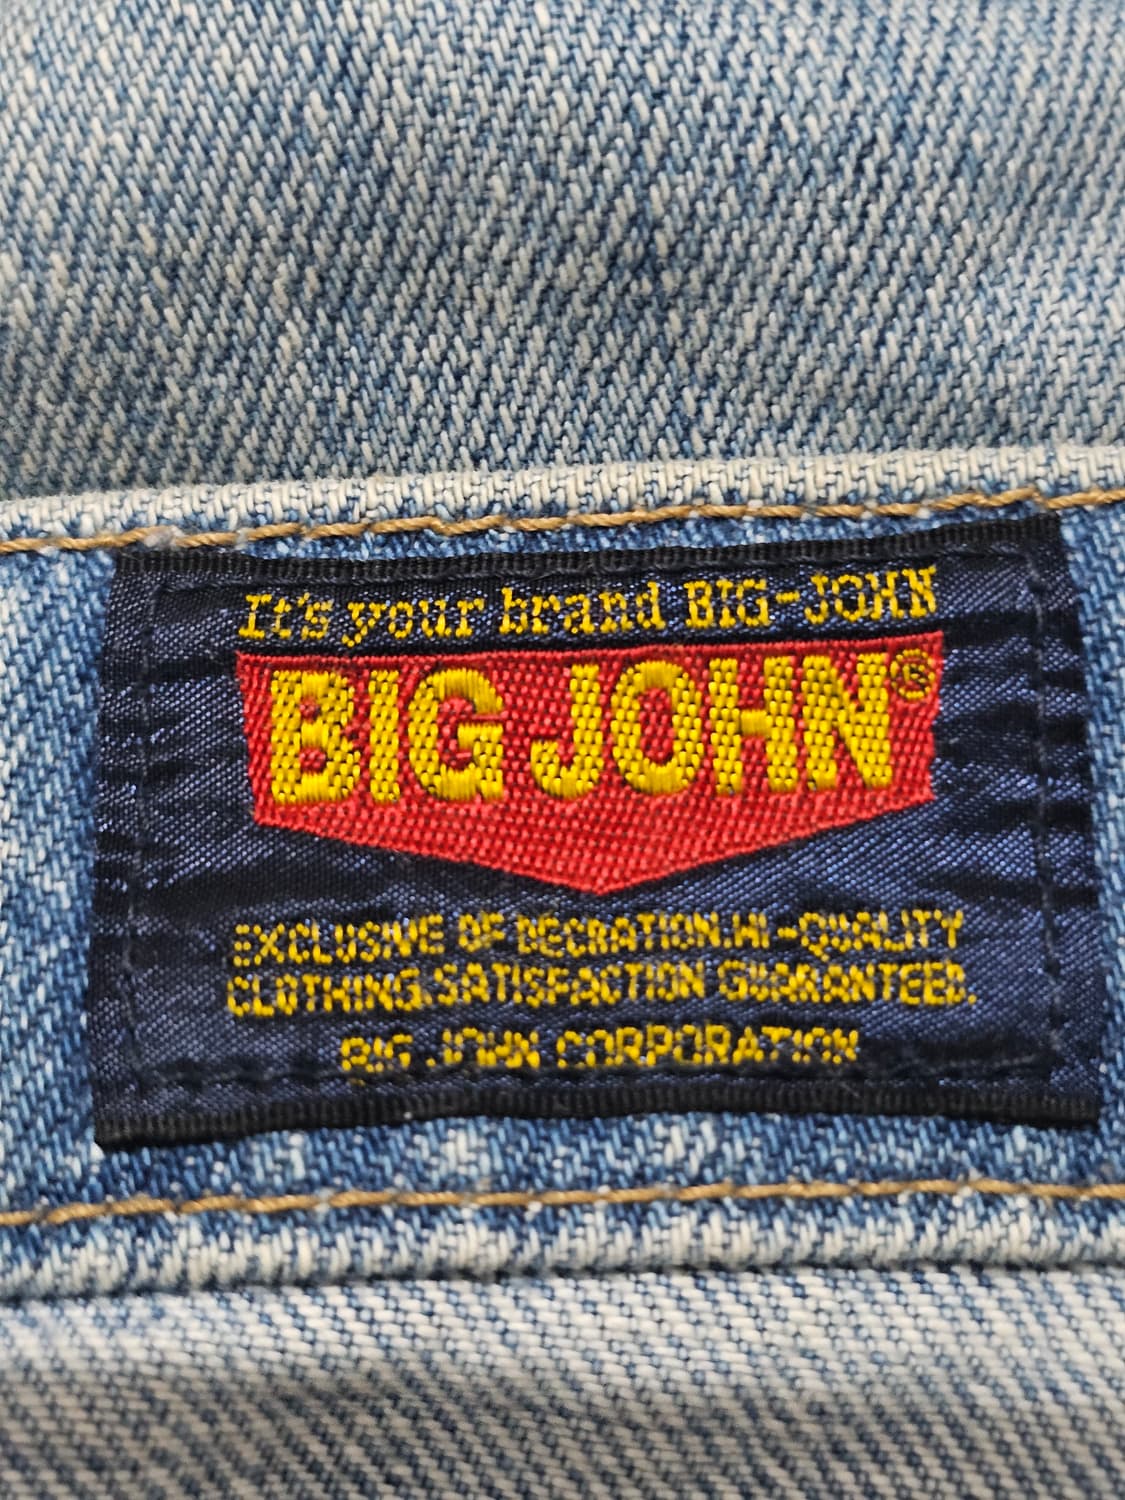 It's your brand BIG-JOHN
BIG JOHN®
EXCLUSIVE OF DECRATION.HI-QUALITY
CLOTHING.SATISFACTION GUARANTEED.
BIG JOHN CORPORATION